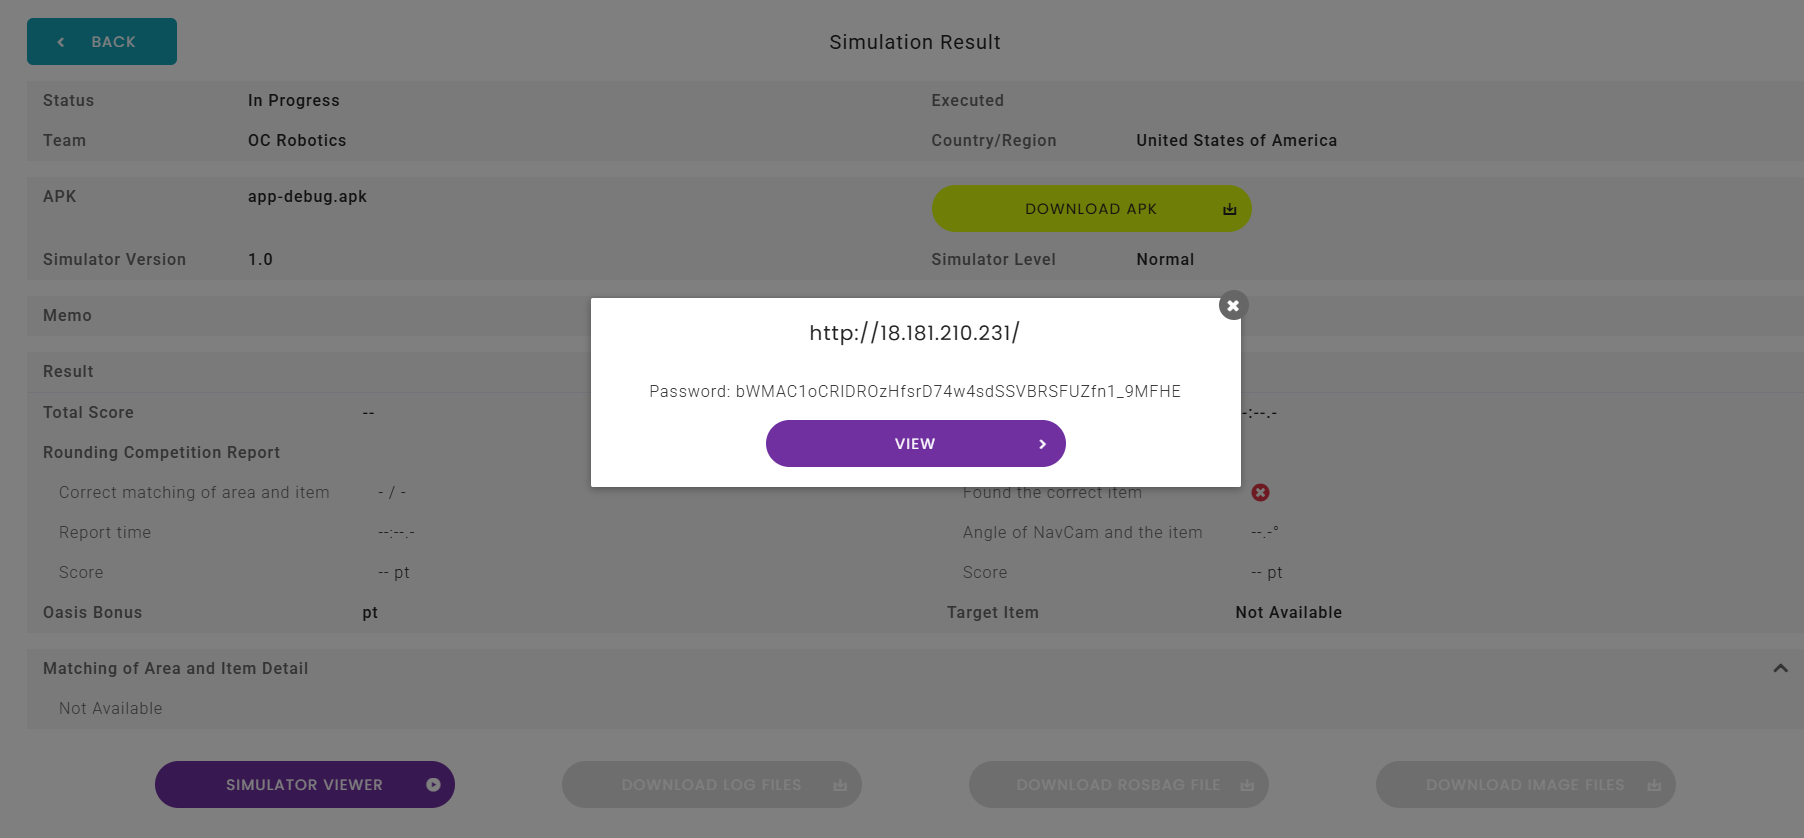 BACK
Simulation Result
Status In Progress Executed
Team OC Robotics Country/Region United States of America
APK app-debug.apk DOWNLOAD APK
Simulator Version 1.0 Simulator Level Normal
Memo
http://18.181.210.231/
Result
Password: bWMAC1oCRIDROzHfsrD74w4sdSSVBRSFUZfn1_9MFHE
Total Score -- -:--.-
VIEW
Rounding Competition Report
Correct matching of area and item - / - Found the correct item
Report time --:--.- Angle of NavCam and the item --.-°
Score -- pt Score -- pt
Oasis Bonus pt Target Item Not Available
Matching of Area and Item Detail
Not Available
SIMULATOR VIEWER DOWNLOAD LOG FILES DOWNLOAD ROSBAG FILE DOWNLOAD IMAGE FILES